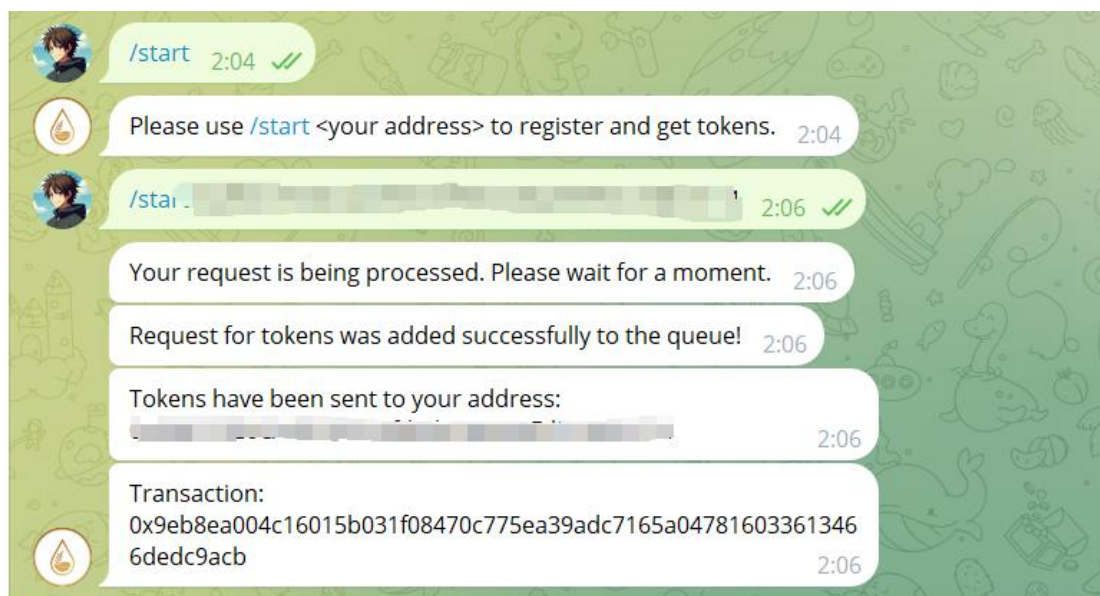 /start 2:04
Please use /start <your address> to register and get tokens. 2:04
2:06
Your request is being processed. Please wait for a moment. 2:06
Request for tokens was added successfully to the queue! 2:06
Tokens have been sent to your address:
2:06
Transaction:
0x9eb8ea004c16015b031f08470c775ea39adc7165a04781603361346
6dedc9acb
2:06